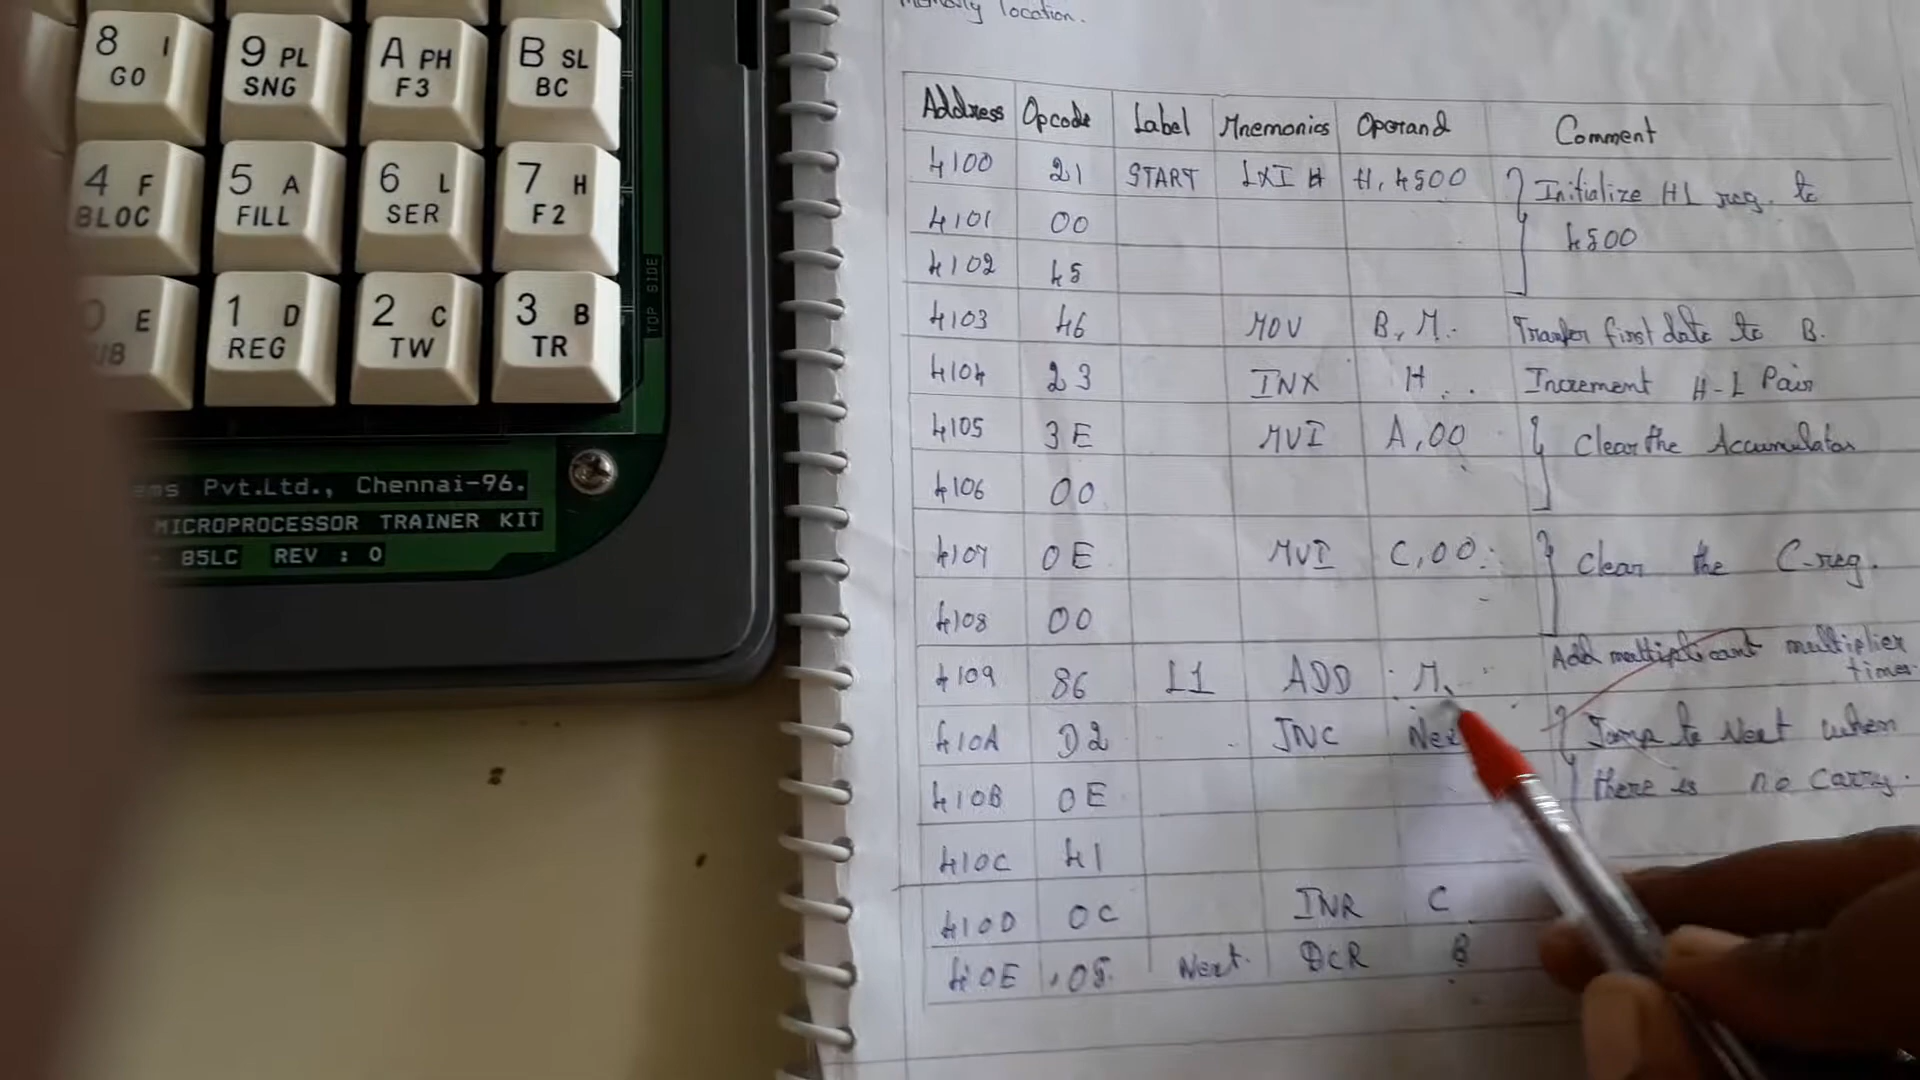 8 I
GO
9 PL
SNG
A PH
F3
B SL
BC
4 F
BLOC
5 A
FILL
6 L
SER
7 H
F2
E
1 D
REG
2 C
TW
3 B
TR
TOP SIDE
Pvt.Ltd., Chennai-96.
MICROPROCESSOR TRAINER KIT
85LC REV : 0
location.
Address Opcode Label Mnemonics Operand Comment
4100 21 START LXI H H, 4500 Initialize HL reg. to
4101 00 4500
4102 45
4103 46 MOV B, M. Tranfer first data to B.
4104 23 INX H Increment H-L Pair
4105 3E MVI A,00 Clear the Accumulator
4106 00
4107 0E MVI C,00 Clear the C-reg.
4108 00
4109 86 L1 ADD M Add multiplicant multiplier
times
410A D2 JNC Jump to Next when
410B 0E there is no carry.
410C 41
410D 0C INR C
410E 05 Next DCR B